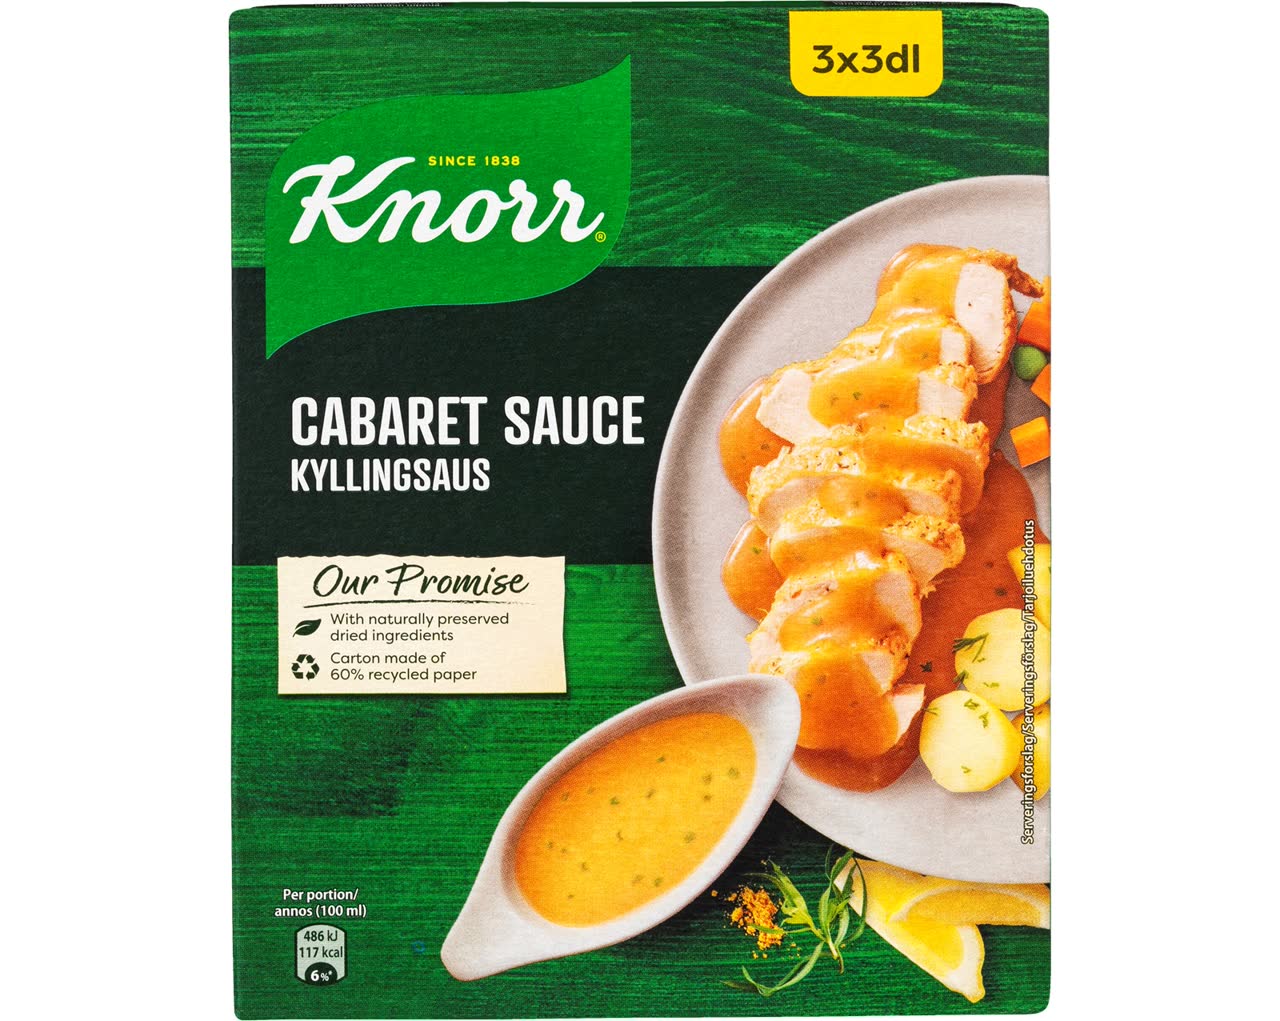 3x3dl
SINCE 1838
Knorr®
CABARET SAUCE
KYLLINGSAUS
Our Promise
With naturally preserved
dried ingredients
Carton made of
60% recycled paper
Serveringsforslag/Serveringsförslag/Tarjoiluehdotus
Per portion/
annos (100 ml)
486 kJ
117 kcal
6%*